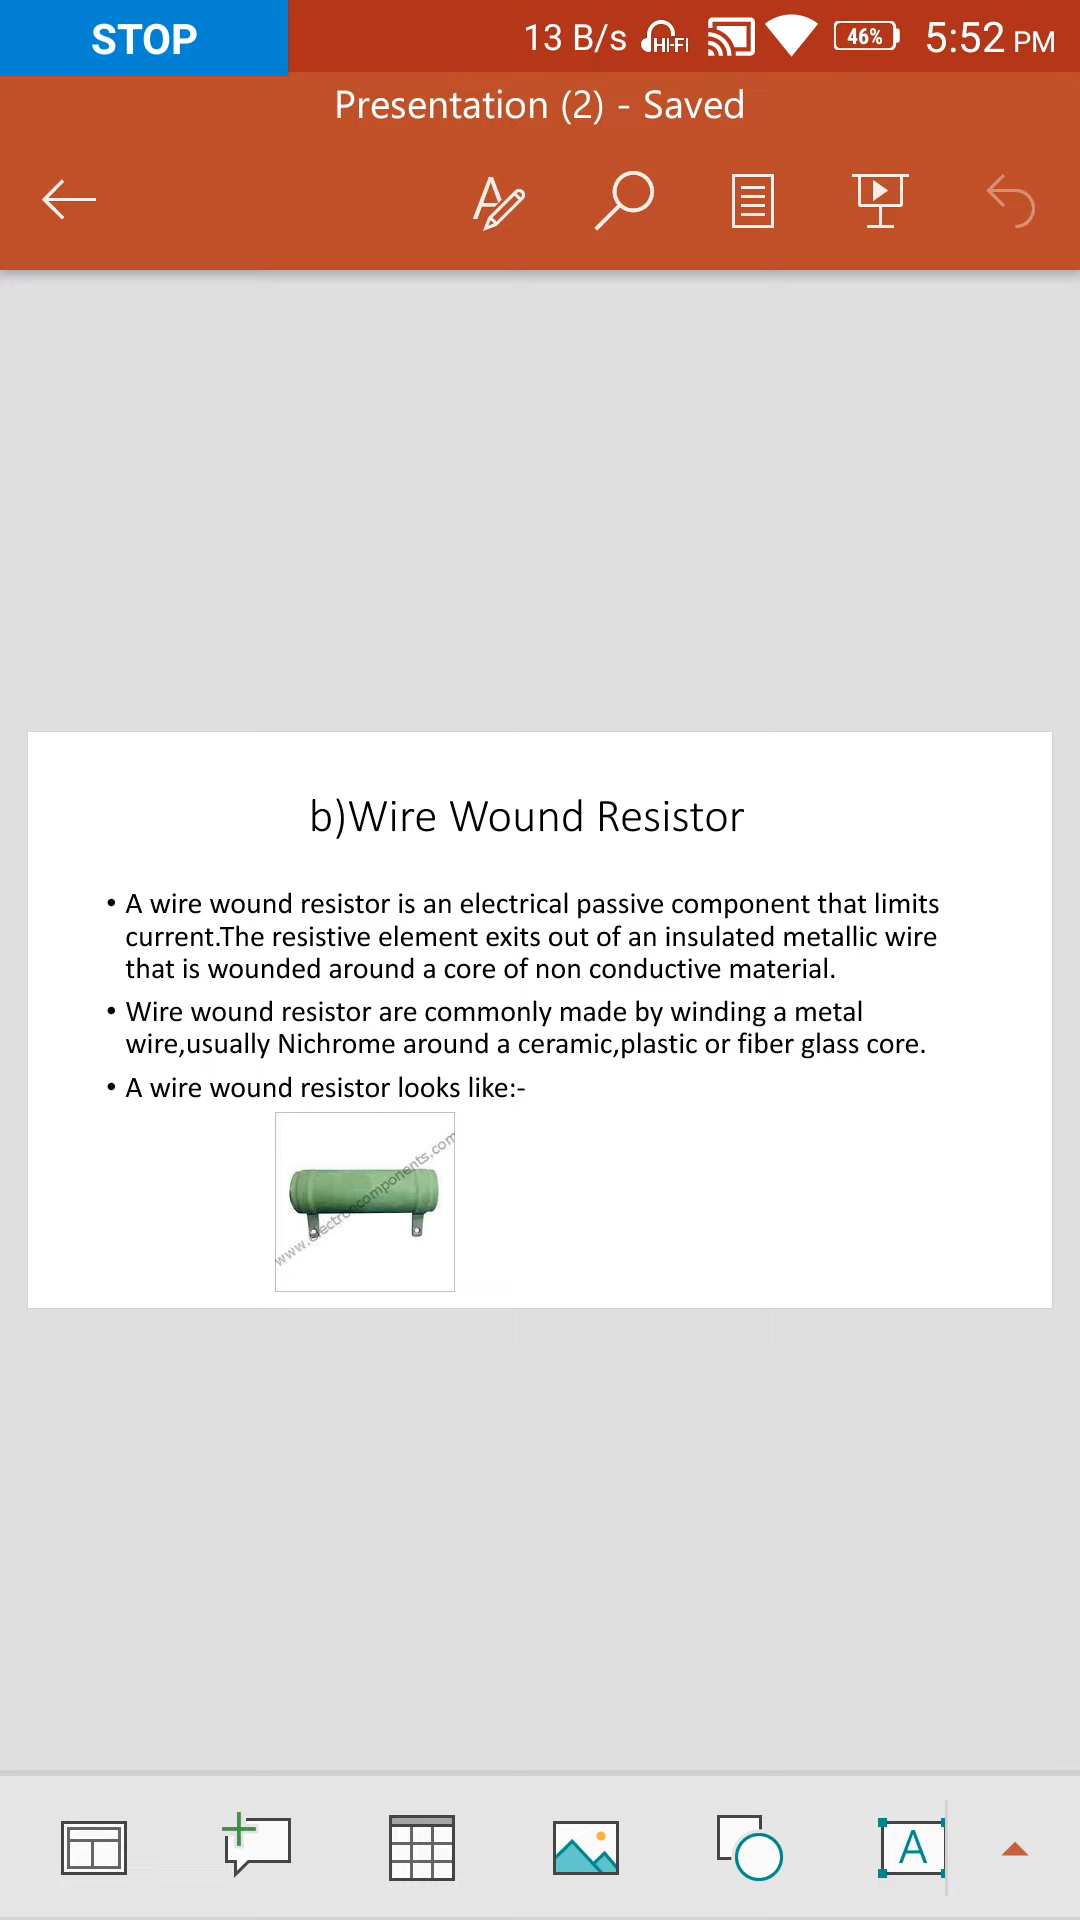 STOP
13 B/s HI-FI 46% 5:52 PM
Presentation (2) - Saved
b)Wire Wound Resistor
• A wire wound resistor is an electrical passive component that limits
current.The resistive element exits out of an insulated metallic wire
that is wounded around a core of non conductive material.
• Wire wound resistor are commonly made by winding a metal
wire,usually Nichrome around a ceramic,plastic or fiber glass core.
• A wire wound resistor looks like:-
www.electroncomponents.com
A